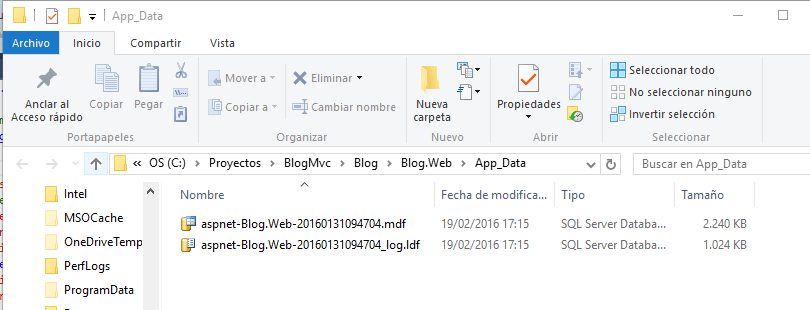 App_Data
Archivo Inicio Compartir Vista
Anclar al Acceso rápido
Copiar
Pegar
Portapapeles
Mover a
Copiar a
Eliminar
Cambiar nombre
Organizar
Nueva carpeta
Nuevo
Propiedades
Abrir
Seleccionar todo
No seleccionar ninguno
Invertir selección
Seleccionar
« OS (C:) > Proyectos > BlogMvc > Blog > Blog.Web > App_Data
Buscar en App_Data
Intel
MSOCache
OneDriveTemp
PerfLogs
ProgramData
Nombre Fecha de modifica... Tipo Tamaño
aspnet-Blog.Web-20160131094704.mdf 19/02/2016 17:15 SQL Server Databa... 2.240 KB
aspnet-Blog.Web-20160131094704_log.ldf 19/02/2016 17:15 SQL Server Databa... 1.024 KB